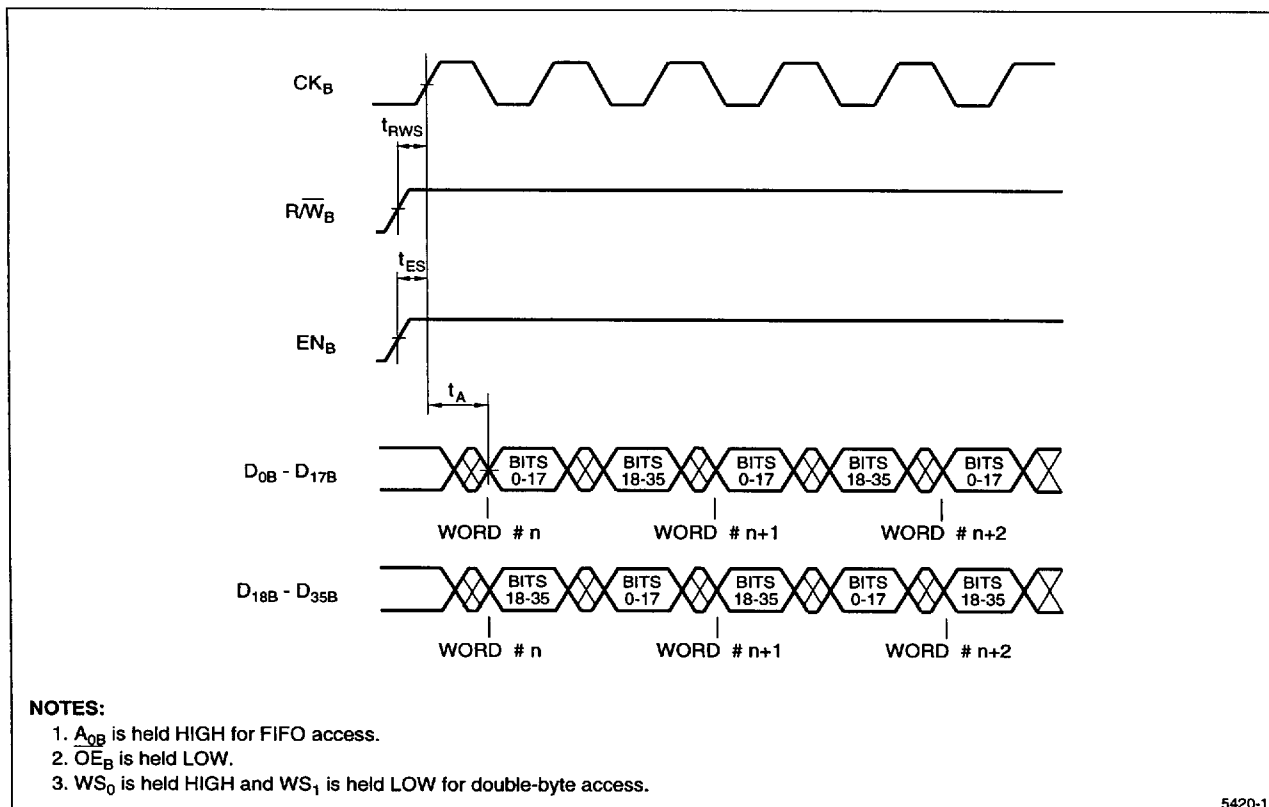 CKB
tRWS
R/W̅B
tES
ENB
tA
D0B - D17B
BITS 0-17 BITS 18-35 BITS 0-17 BITS 18-35 BITS 0-17
WORD # n WORD # n+1 WORD # n+2
D18B - D35B
BITS 18-35 BITS 0-17 BITS 18-35 BITS 0-17 BITS 18-35
WORD # n WORD # n+1 WORD # n+2
NOTES:
1. A0B is held HIGH for FIFO access.
2. O̅E̅B is held LOW.
3. WS0 is held HIGH and WS1 is held LOW for double-byte access.